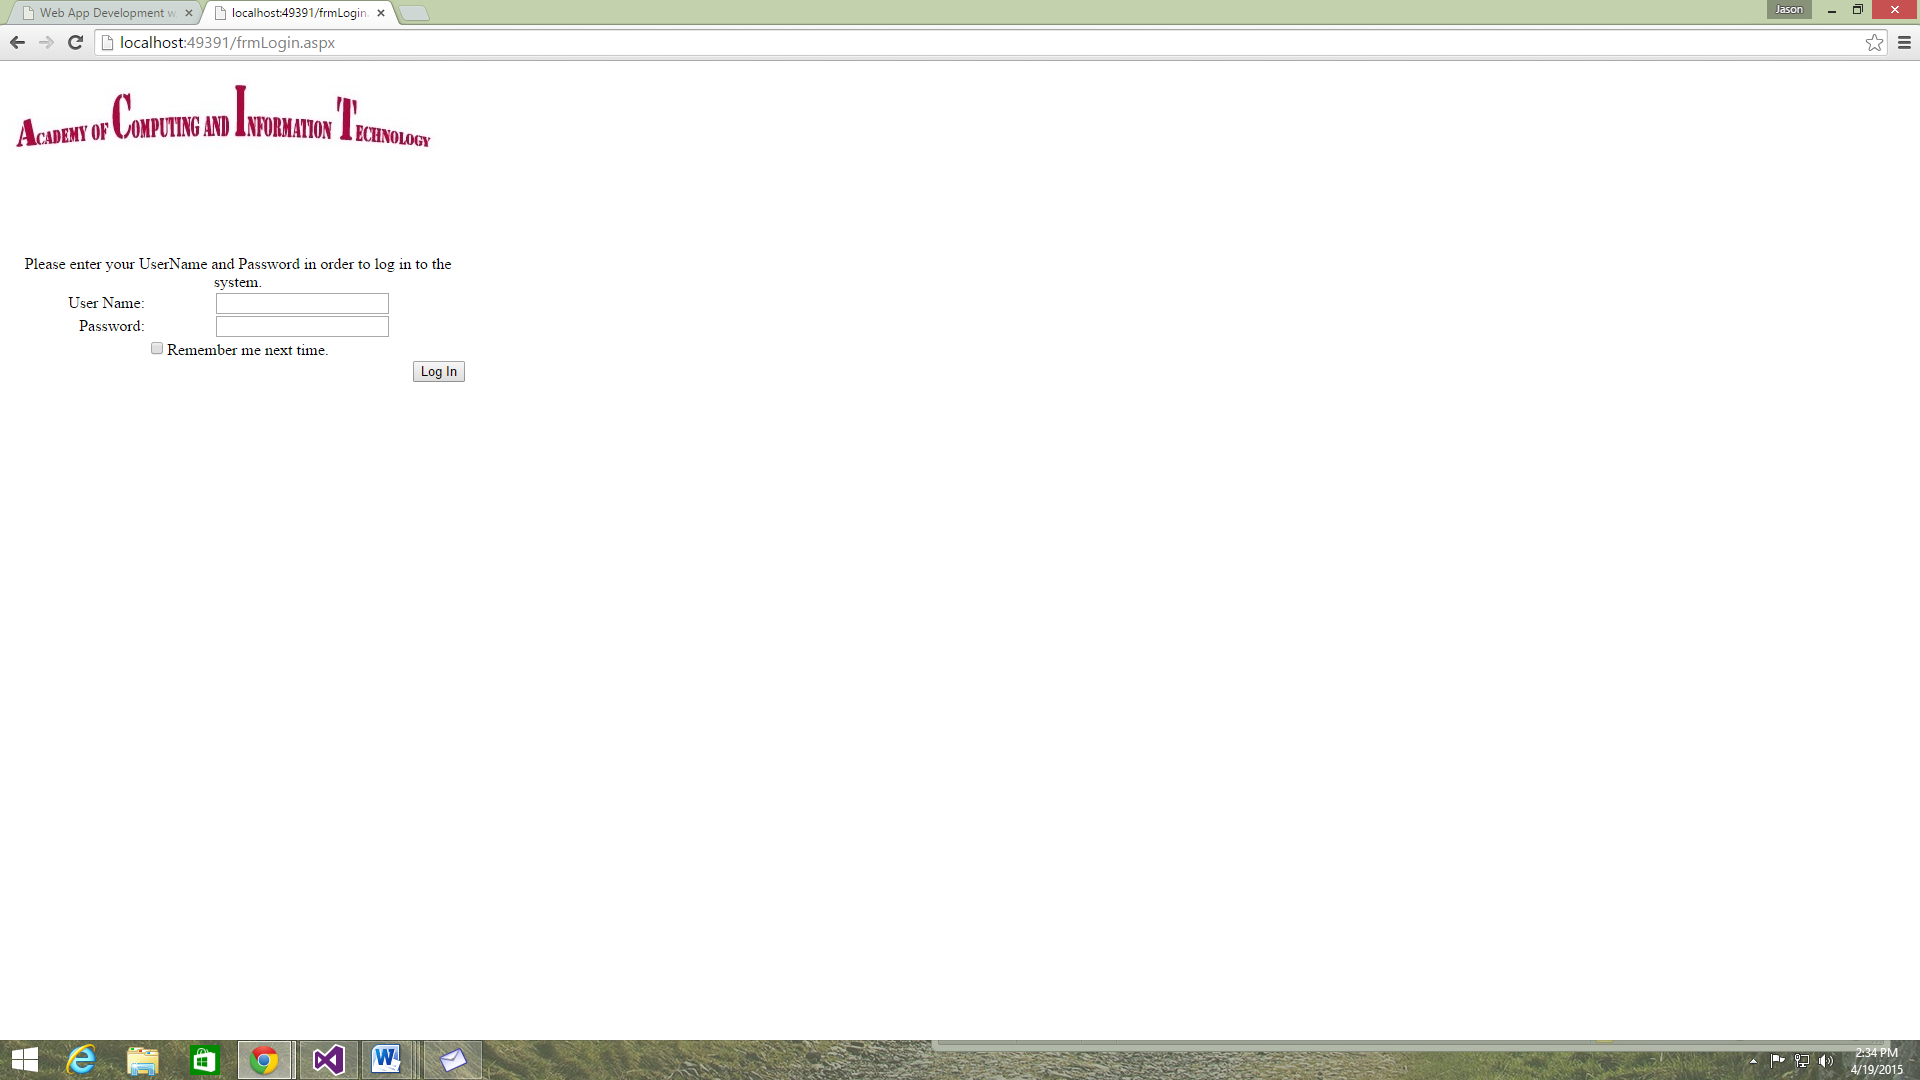 Web App Development w
localhost:49391/frmLogin.
Jason
localhost:49391/frmLogin.aspx
ACADEMY OF COMPUTING AND INFORMATION TECHNOLOGY
Please enter your UserName and Password in order to log in to the
system.
User Name:
Password:
Remember me next time.
Log In
2:34 PM
4/19/2015